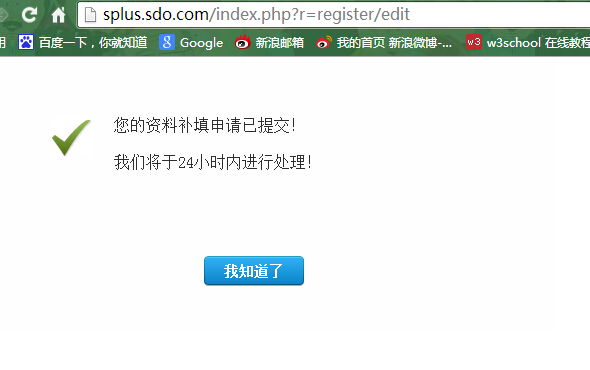 splus.sdo.com/index.php?r=register/edit
用 百度一下，你就知道 Google 新浪邮箱 我的首页 新浪微博-... w3 w3school 在线教程
您的资料补填申请已提交！
我们将于24小时内进行处理！
我知道了